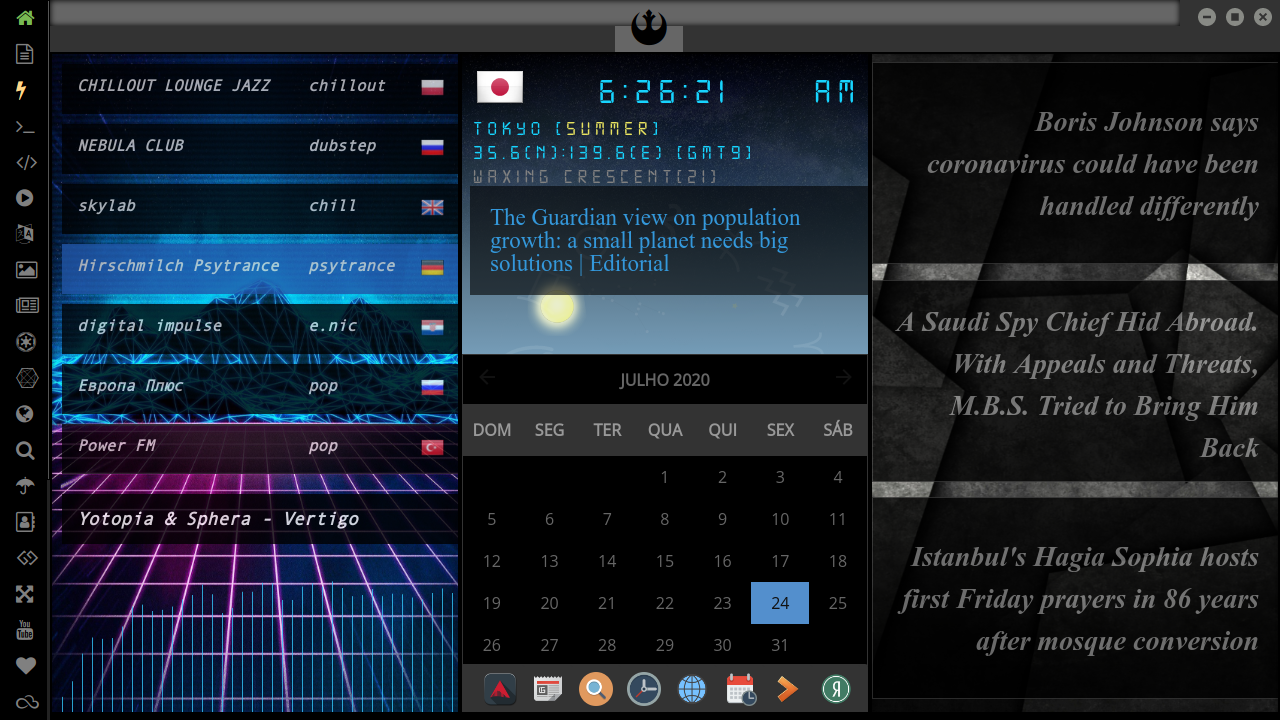 CHILLOUT LOUNGE JAZZ chillout
NEBULA CLUB dubstep
skylab chill
Hirschmilch Psytrance psytrance
digital impulse e.nic
Европа Плюс pop
Power FM pop
Yotopia & Sphera - Vertigo
6:26:21 AM
TOKYO (SUMMER)
35.6(N):139.6(E) (GMT9)
WAXING CRESCENT(21)
The Guardian view on population
growth: a small planet needs big
solutions | Editorial
JULHO 2020
DOM SEG TER QUA QUI SEX SÁB
1 2 3 4
5 6 7 8 9 10 11
12 13 14 15 16 17 18
19 20 21 22 23 24 25
26 27 28 29 30 31
Boris Johnson says
coronavirus could have been
handled differently
A Saudi Spy Chief Hid Abroad.
With Appeals and Threats,
M.B.S. Tried to Bring Him
Back
Istanbul's Hagia Sophia hosts
first Friday prayers in 86 years
after mosque conversion
You
Tube
Я